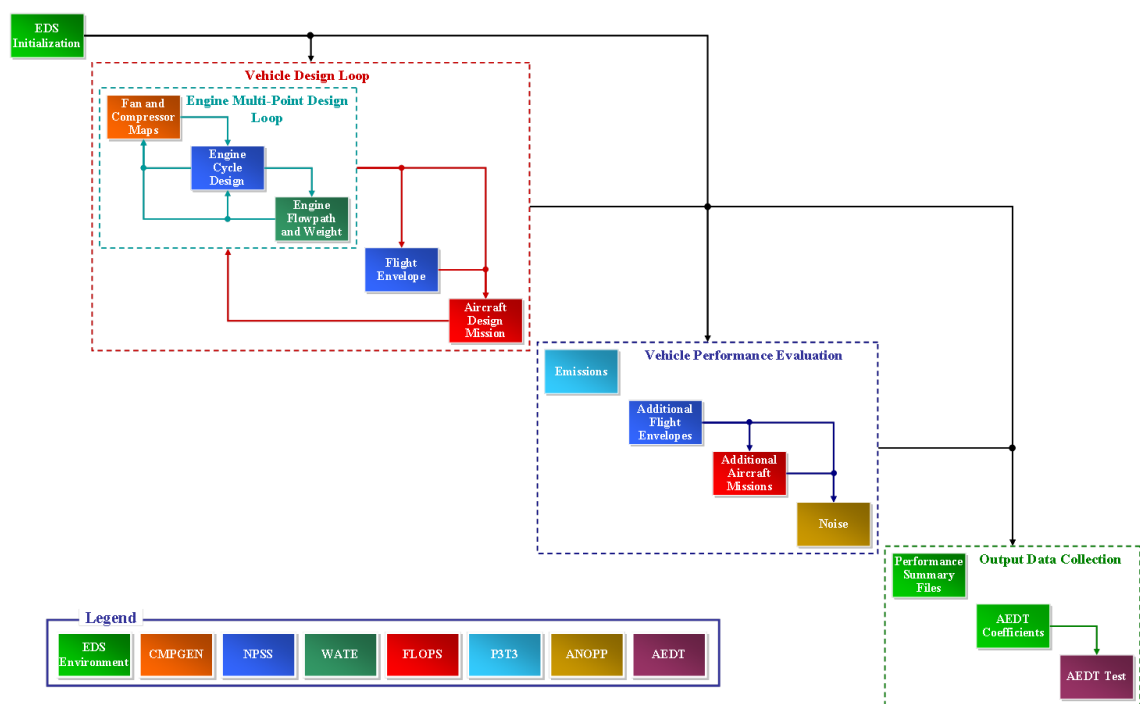 EDS
Initialization
Vehicle Design Loop
Fan and
Compressor
Maps
Engine Multi-Point Design
Loop
Engine
Cycle
Design
Engine
Flowpath
and Weight
Flight
Envelope
Aircraft
Design
Mission
Vehicle Performance Evaluation
Emissions
Additional
Flight
Envelopes
Additional
Aircraft
Missions
Noise
Output Data Collection
Performance
Summary
Files
AEDT
Coefficients
AEDT Test
Legend
EDS
Environment
CMPGEN
NPSS
WATE
FLOPS
P3T3
ANOPP
AEDT